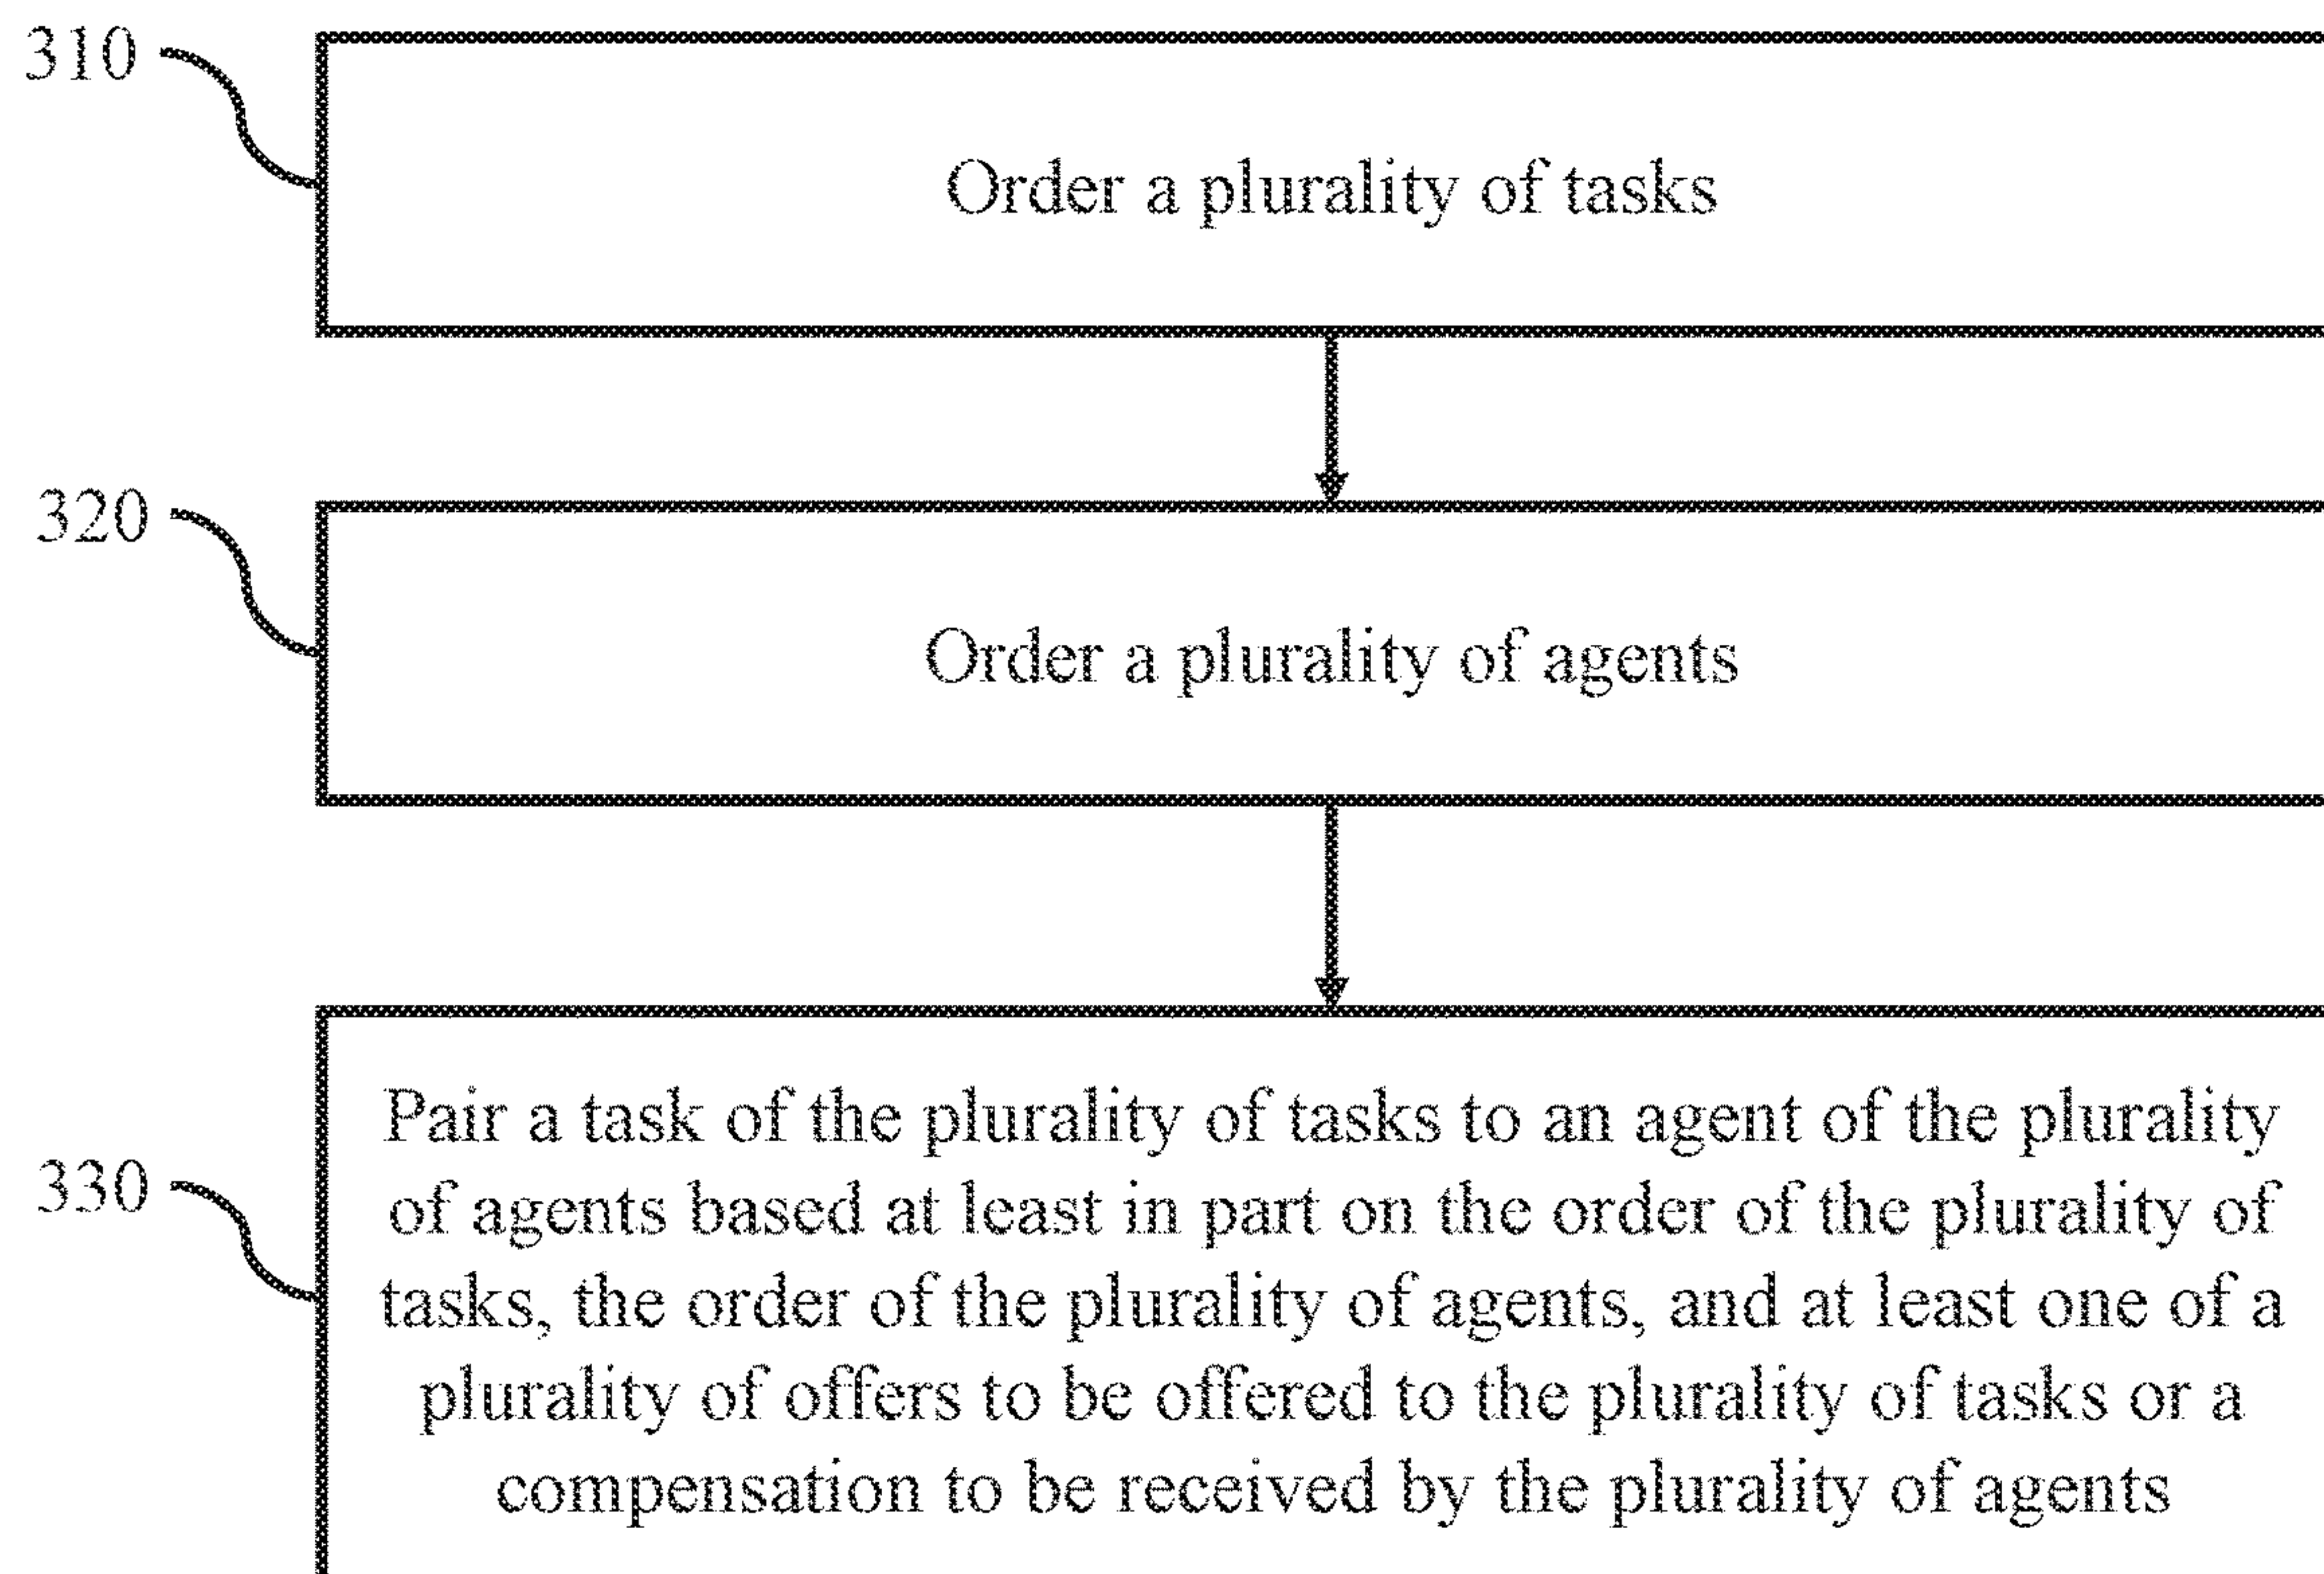 310
Order a plurality of tasks
320
Order a plurality of agents
Pair a task of the plurality of tasks to an agent of the plurality
of agents based at least in part on the order of the plurality of
330
tasks, the order of the plurality of agents, and at least one of a
plurality of offers to be offered to the plurality of tasks or a
compensation to be received by the plurality of agents